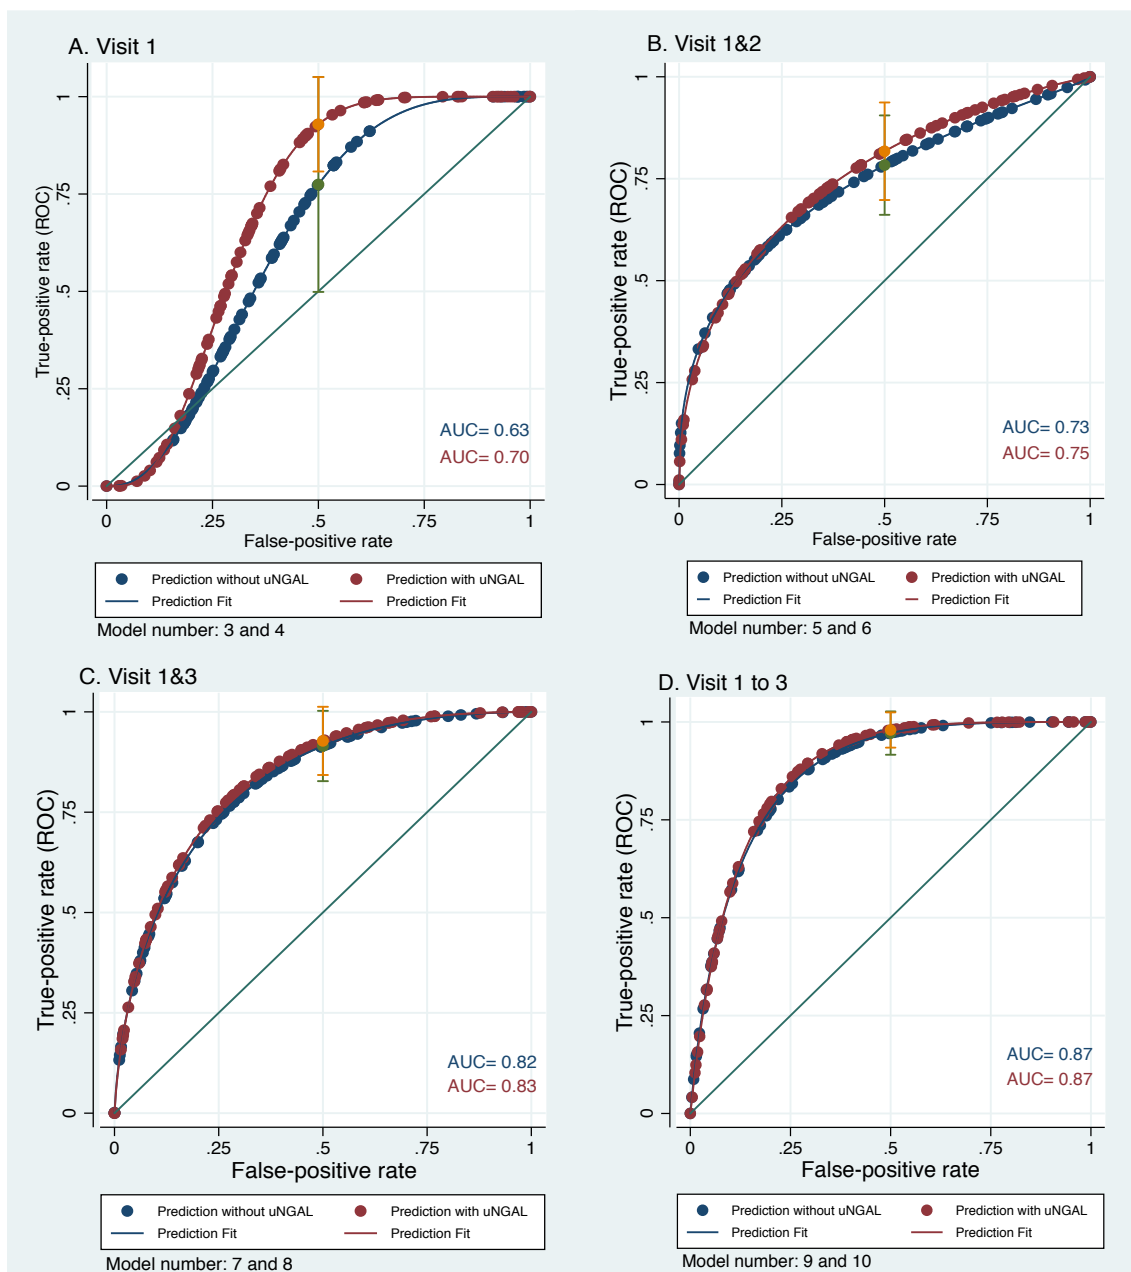 A. Visit 1
True-positive rate (ROC)
1
.75
.5
.25
0
AUC= 0.63
AUC= 0.70
0 .25 .5 .75 1
False-positive rate
Prediction without uNGAL Prediction with uNGAL
Prediction Fit Prediction Fit
Model number: 3 and 4
B. Visit 1&2
True-positive rate (ROC)
1
.75
.5
.25
0
AUC= 0.73
AUC= 0.75
0 .25 .5 .75 1
False-positive rate
Prediction without uNGAL Prediction with uNGAL
Prediction Fit Prediction Fit
Model number: 5 and 6
C. Visit 1&3
True-positive rate (ROC)
1
.75
.5
.25
0
AUC= 0.82
AUC= 0.83
0 .25 .5 .75 1
False-positive rate
Prediction without uNGAL Prediction with uNGAL
Prediction Fit Prediction Fit
Model number: 7 and 8
D. Visit 1 to 3
True-positive rate (ROC)
1
.75
.5
.25
0
AUC= 0.87
AUC= 0.87
0 .25 .5 .75 1
False-positive rate
Prediction without uNGAL Prediction with uNGAL
Prediction Fit Prediction Fit
Model number: 9 and 10